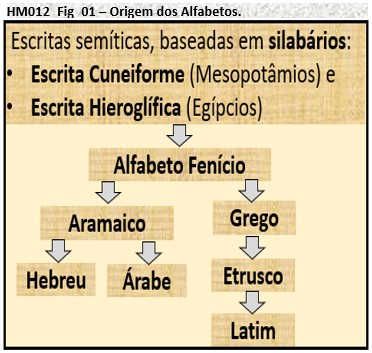 HM012 Fig 01 – Origem dos Alfabetos.
Escritas semíticas, baseadas em silabários:
• Escrita Cuneiforme (Mesopotâmios) e
• Escrita Hieroglífica (Egípcios)
Alfabeto Fenício
Aramaico
Grego
Hebreu
Árabe
Etrusco
Latim